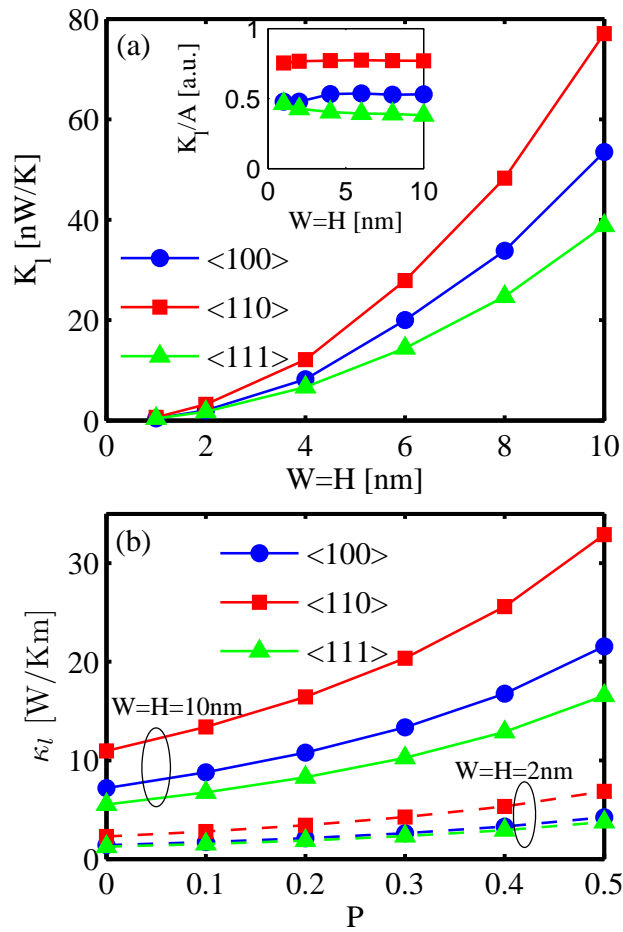 (a)
K_l [nW/K]
80
60
40
20
0
0 2 4 6 8 10
W=H [nm]
<100>
<110>
<111>
K_l/A [a.u.]
1
0.5
0
0 5 10
W=H [nm]
(b)
κ_l [W/Km]
30
20
10
0
0 0.1 0.2 0.3 0.4 0.5
P
<100>
<110>
<111>
W=H=10nm
W=H=2nm